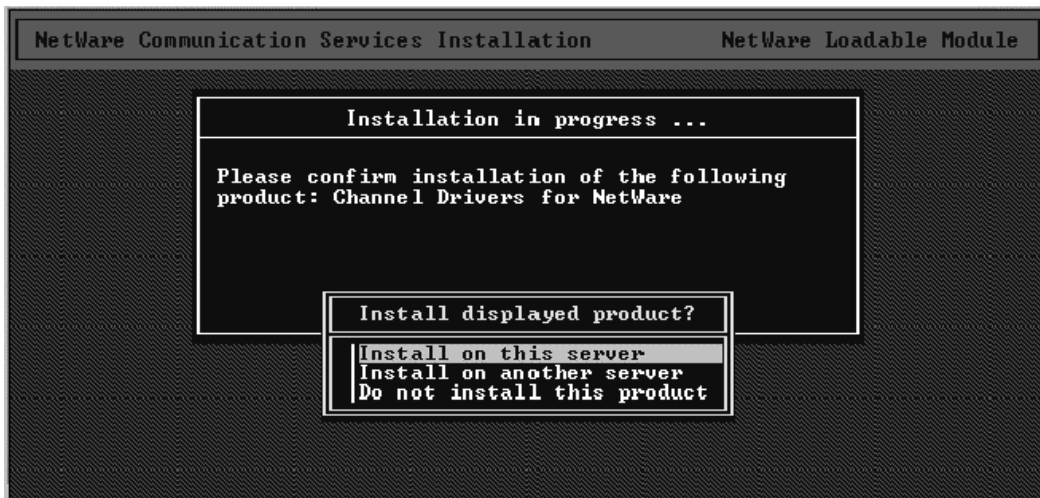 NetWare Communication Services Installation NetWare Loadable Module
Installation in progress ...
Please confirm installation of the following
product: Channel Drivers for NetWare
Install displayed product?
Install on this server
Install on another server
Do not install this product